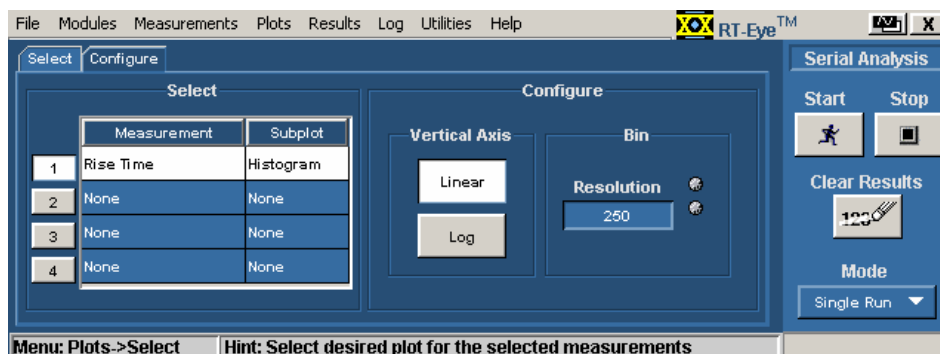 File Modules Measurements Plots Results Log Utilities Help RT-Eye™ X
Select Configure Serial Analysis
Select Configure
Start Stop
Measurement Subplot
Vertical Axis Bin
1 Rise Time Histogram
Linear
Resolution
Clear Results
2 None None
250
123
3 None None
Log
4 None None
Mode
Single Run
Menu: Plots->Select Hint: Select desired plot for the selected measurements